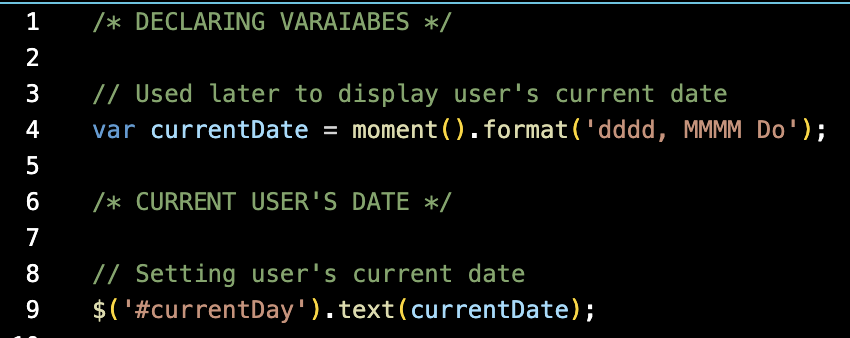 1 /* DECLARING VARAIABES */
2
3 // Used later to display user's current date
4 var currentDate = moment().format('dddd, MMMM Do');
5
6 /* CURRENT USER'S DATE */
7
8 // Setting user's current date
9 $('#currentDay').text(currentDate);